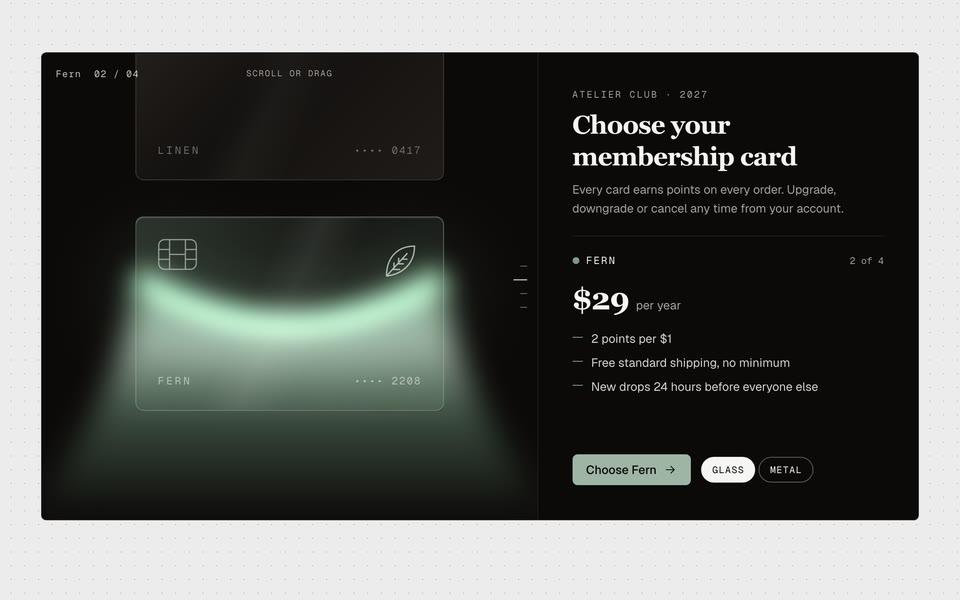 Fern 02 / 04
SCROLL OR DRAG
LINEN
•••• 0417
FERN
•••• 2208
ATELIER CLUB · 2027
Choose your
membership card
Every card earns points on every order. Upgrade,
downgrade or cancel any time from your account.
FERN
2 of 4
$29 per year
— 2 points per $1
— Free standard shipping, no minimum
— New drops 24 hours before everyone else
Choose Fern →
GLASS
METAL